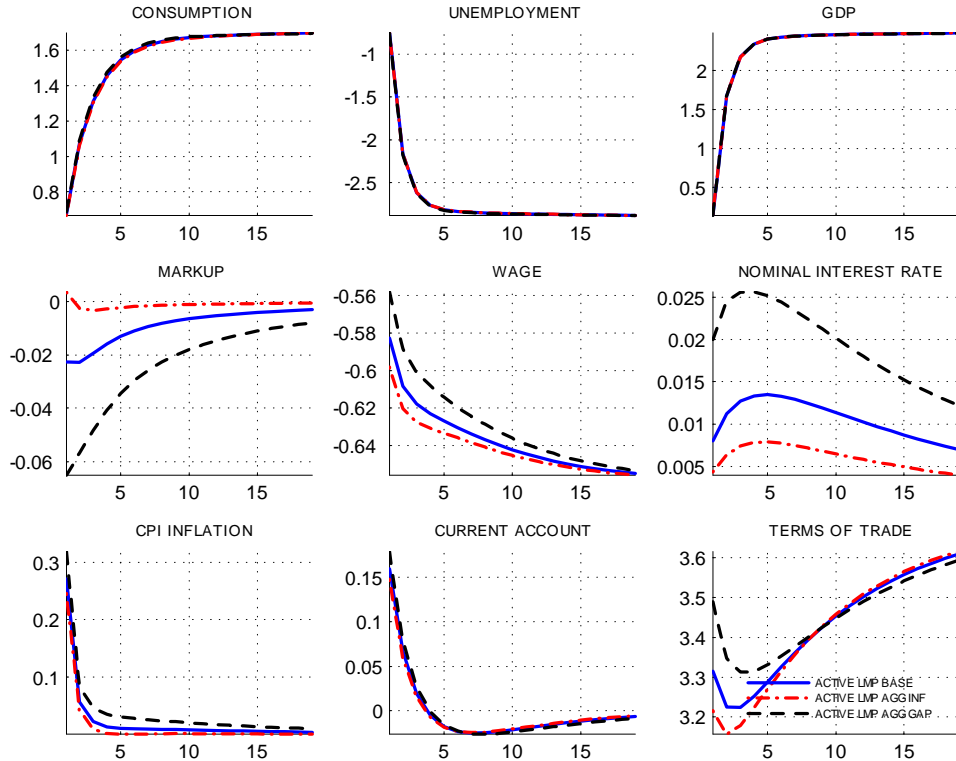 CONSUMPTION
UNEMPLOYMENT
GDP
1.6
1.4
1.2
1
0.8
5 10 15
-1
-1.5
-2
-2.5
5 10 15
2
1.5
1
0.5
5 10 15
MARKUP
WAGE
NOMINAL INTEREST RATE
0
-0.02
-0.04
-0.06
5 10 15
-0.56
-0.58
-0.6
-0.62
-0.64
5 10 15
0.025
0.02
0.015
0.01
0.005
5 10 15
CPI INFLATION
CURRENT ACCOUNT
TERMS OF TRADE
0.3
0.2
0.1
5 10 15
0.15
0.1
0.05
0
5 10 15
3.6
3.5
3.4
3.3
3.2
5 10 15
ACTIVE LMP BASE
ACTIVE LMP AGG INF
ACTIVE LMP AGG GAP